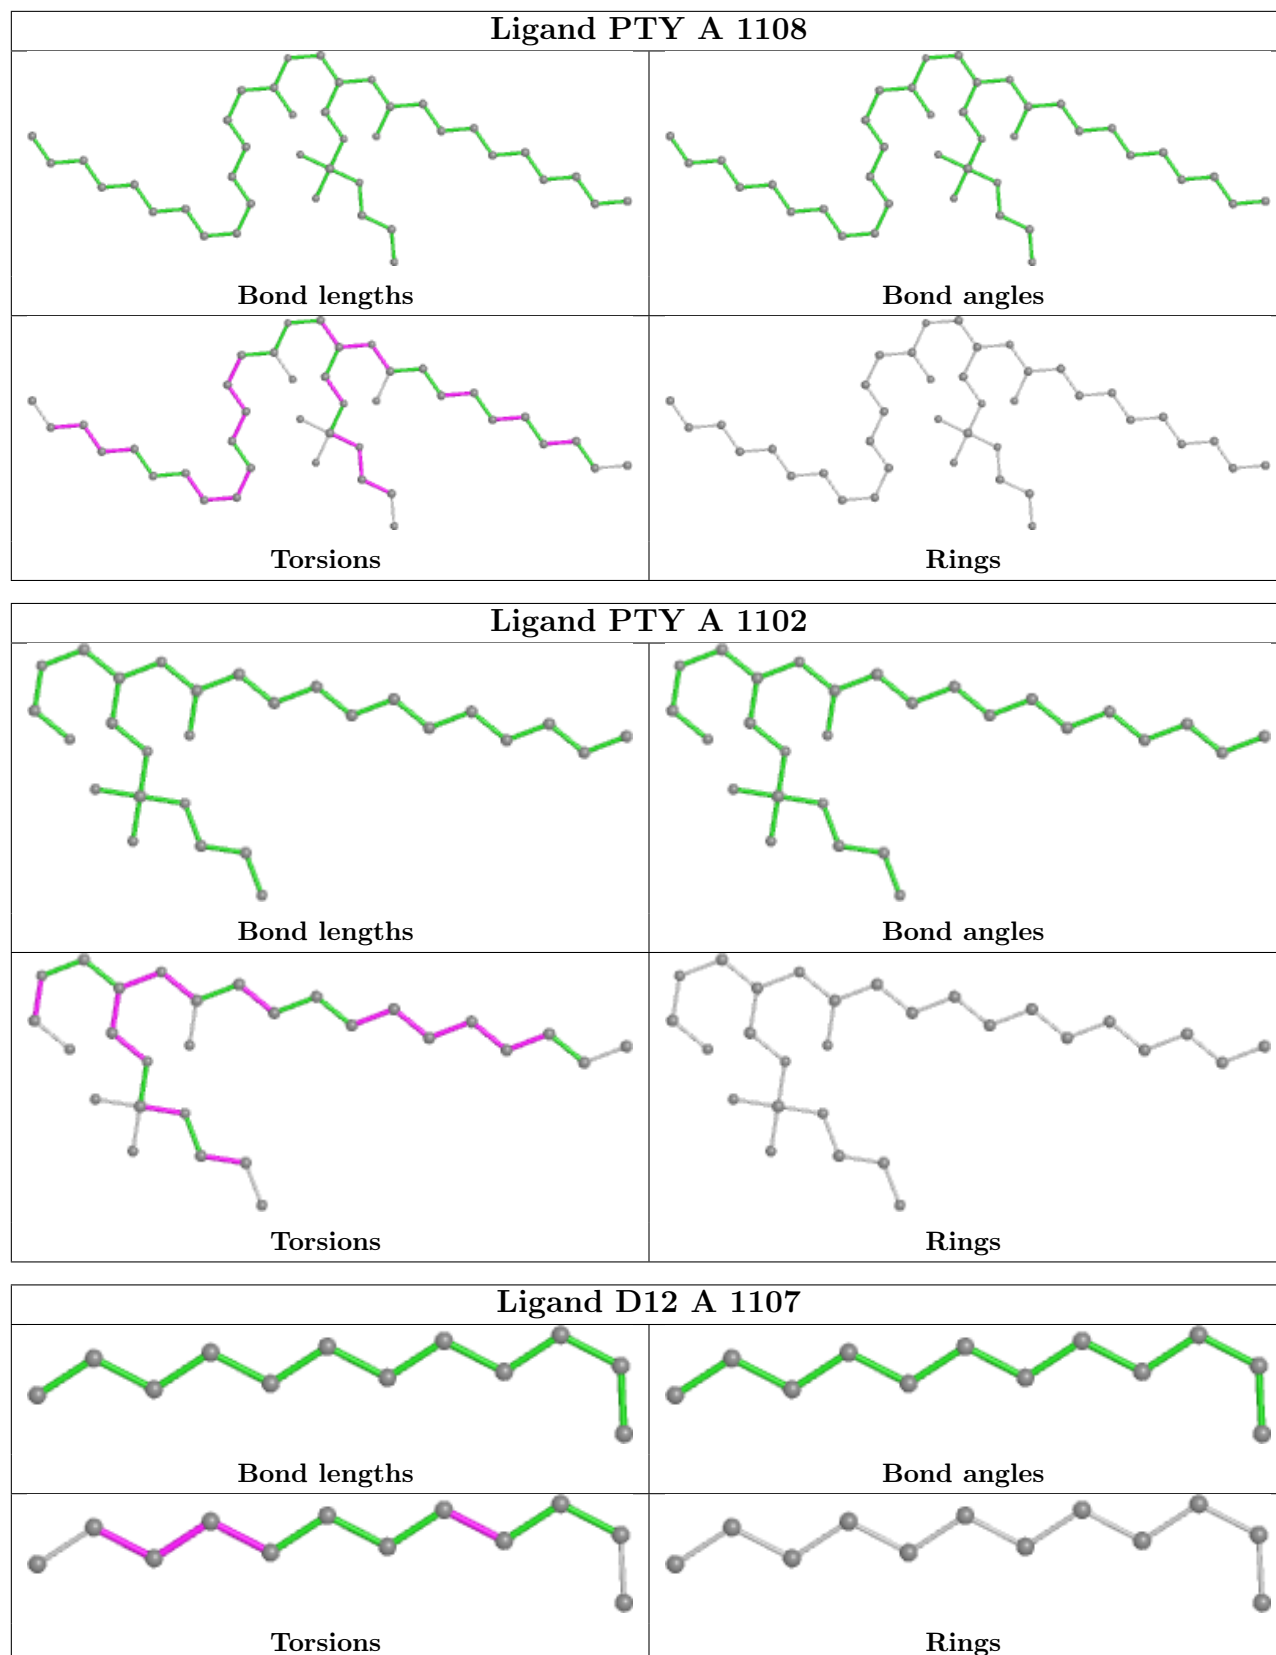 Ligand PTY A 1108
Bond lengths
Bond angles
Torsions
Rings
Ligand PTY A 1102
Bond lengths
Bond angles
Torsions
Rings
Ligand D12 A 1107
Bond lengths
Bond angles
Torsions
Rings